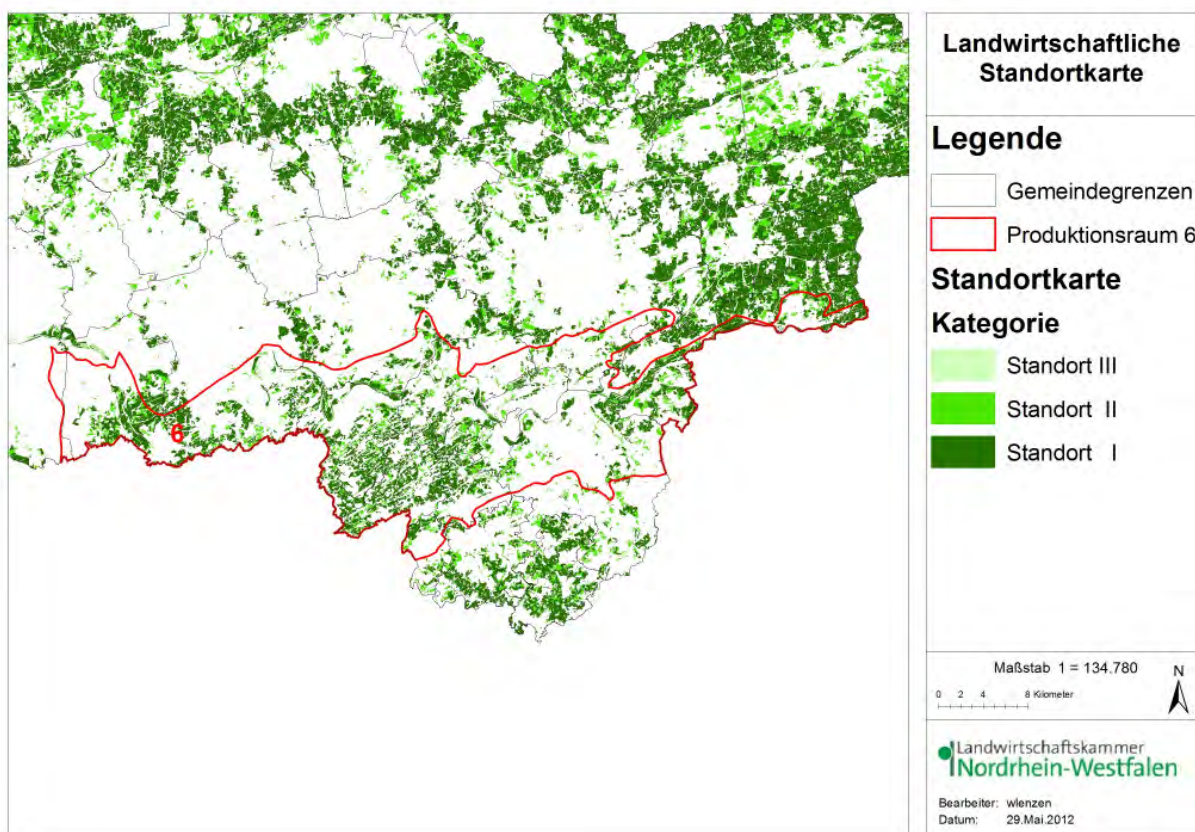 Landwirtschaftliche
Standortkarte
Legende
Gemeindegrenzen
Produktionsraum 6
Standortkarte
Kategorie
Standort III
Standort II
Standort I
6
Maßstab 1 = 134.780
N
0 2 4 8 Kilometer
Landwirtschaftskammer
Nordrhein-Westfalen
Bearbeiter: wlenzen
Datum: 29.Mai.2012